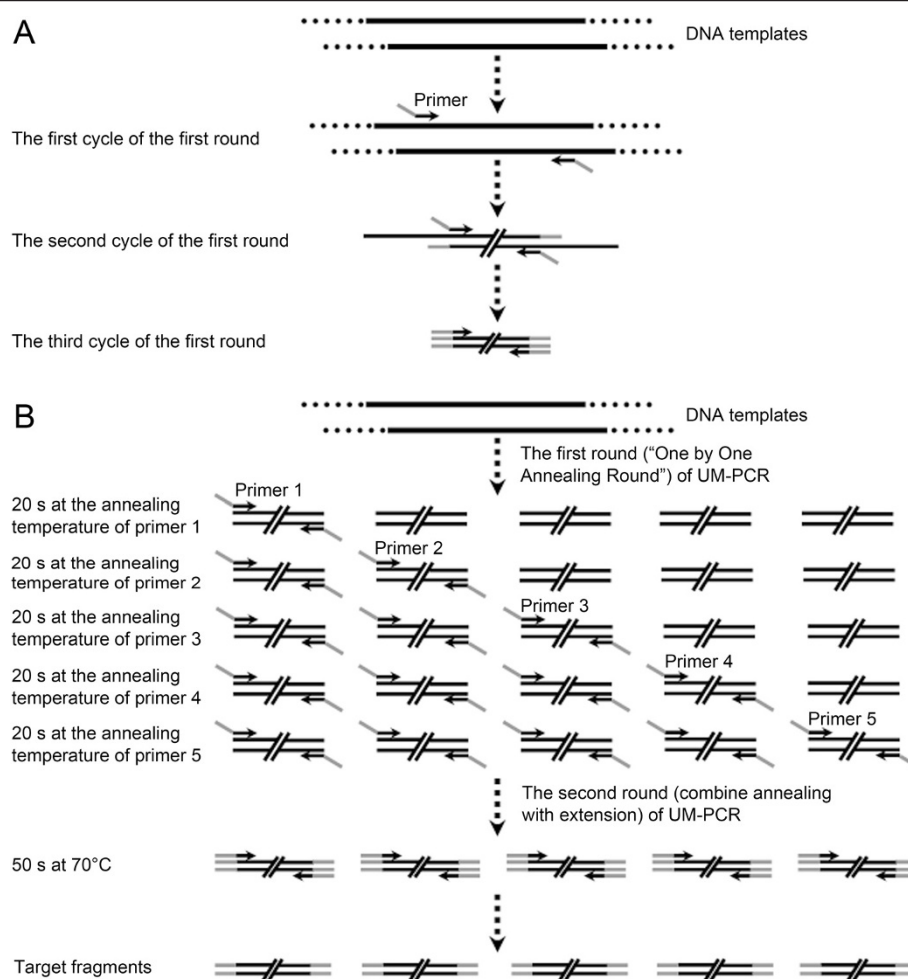 A
DNA templates
Primer
The first cycle of the first round
The second cycle of the first round
The third cycle of the first round
B
DNA templates
The first round (“One by One
Annealing Round”) of UM-PCR
Primer 1
20 s at the annealing
temperature of primer 1
Primer 2
20 s at the annealing
temperature of primer 2
Primer 3
20 s at the annealing
temperature of primer 3
Primer 4
20 s at the annealing
temperature of primer 4
Primer 5
20 s at the annealing
temperature of primer 5
The second round (combine annealing
with extension) of UM-PCR
50 s at 70°C
Target fragments